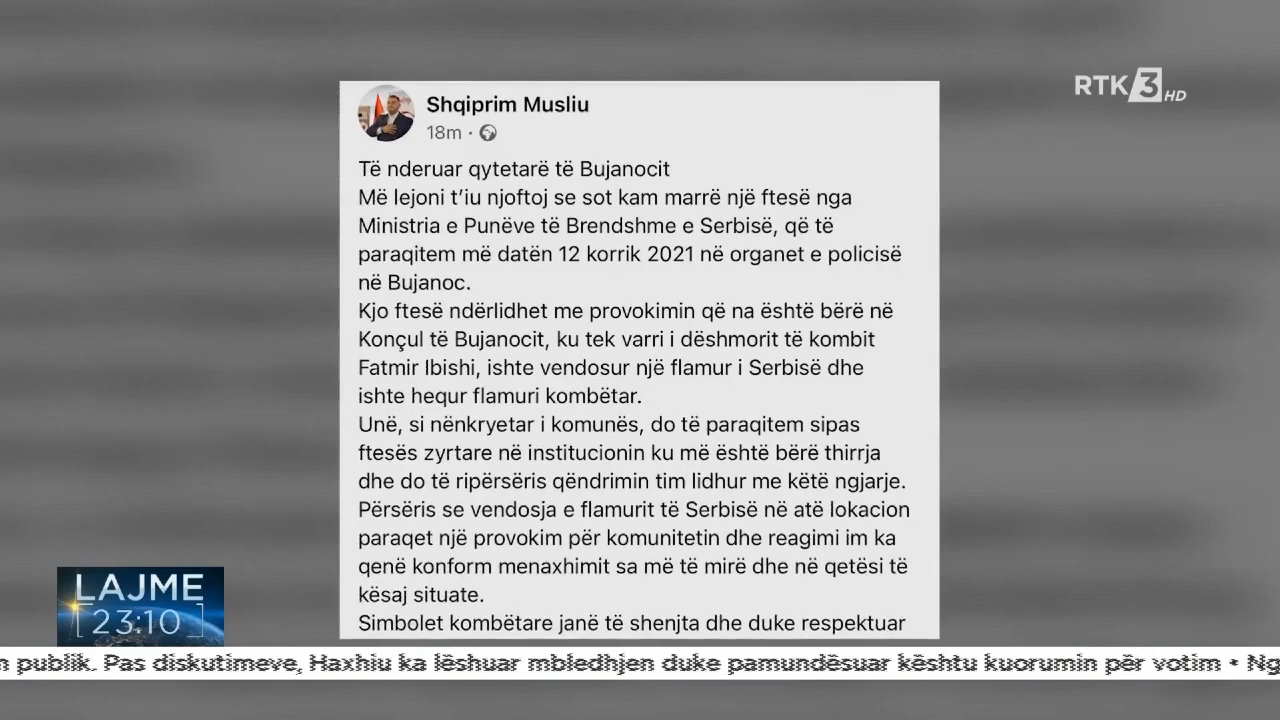 RTK 3 HD
Shqiprim Musliu
18m ·
Të nderuar qytetarë të Bujanocit
Më lejoni t'iu njoftoj se sot kam marrë një ftesë nga
Ministria e Punëve të Brendshme e Serbisë, që të
paraqitem më datën 12 korrik 2021 në organet e policisë
në Bujanoc.
Kjo ftesë ndërlidhet me provokimin që na është bërë në
Konçul të Bujanocit, ku tek varri i dëshmorit të kombit
Fatmir Ibishi, ishte vendosur një flamur i Serbisë dhe
ishte hequr flamuri kombëtar.
Unë, si nënkryetar i komunës, do të paraqitem sipas
ftesës zyrtare në institucionin ku më është bërë thirrja
dhe do të ripërsëris qëndrimin tim lidhur me këtë ngjarje.
Përsëris se vendosja e flamurit të Serbisë në atë lokacion
paraqet një provokim për komunitetin dhe reagimi im ka
qenë konform menaxhimit sa më të mirë dhe në qetësi të
kësaj situate.
Simbolet kombëtare janë të shenjta dhe duke respektuar
LAJME
23:10
publik. Pas diskutimeve, Haxhiu ka lëshuar mbledhjen duke pamundësuar kështu kuorumin për votim •